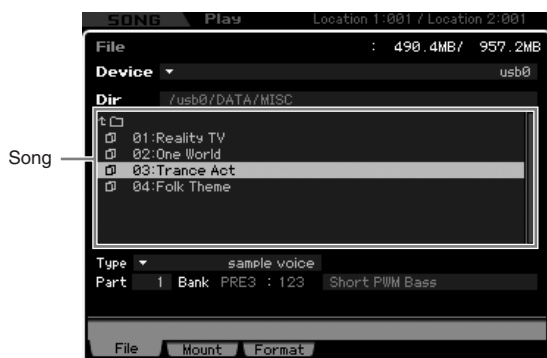 SONG Play Location 1:001 / Location 2:001
File : 490.4MB/ 957.2MB
Device usb0
Dir /usb0/DATA/MISC
01:Reality TV
02:One World
Song
03:Trance Act
04:Folk Theme
Type sample voice
Part 1 Bank PRE3 : 123 Short PWM Bass
File Mount Format